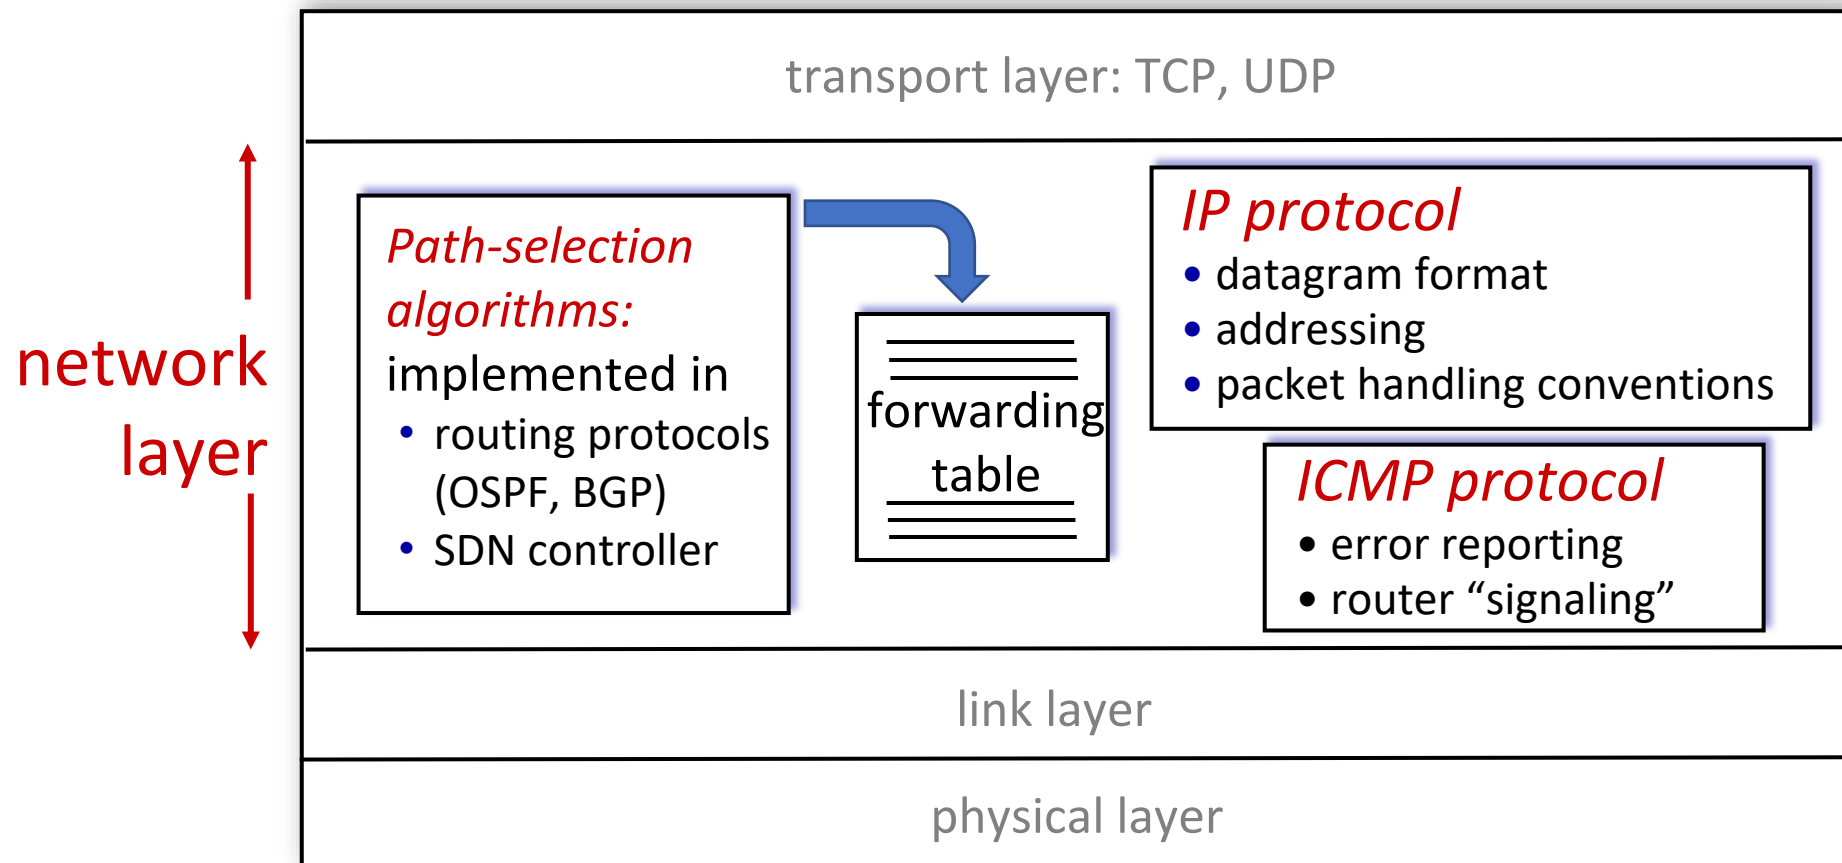 transport layer: TCP, UDP
network
layer
Path-selection
algorithms:
implemented in
• routing protocols
(OSPF, BGP)
• SDN controller
forwarding
table
IP protocol
• datagram format
• addressing
• packet handling conventions
ICMP protocol
• error reporting
• router “signaling”
link layer
physical layer